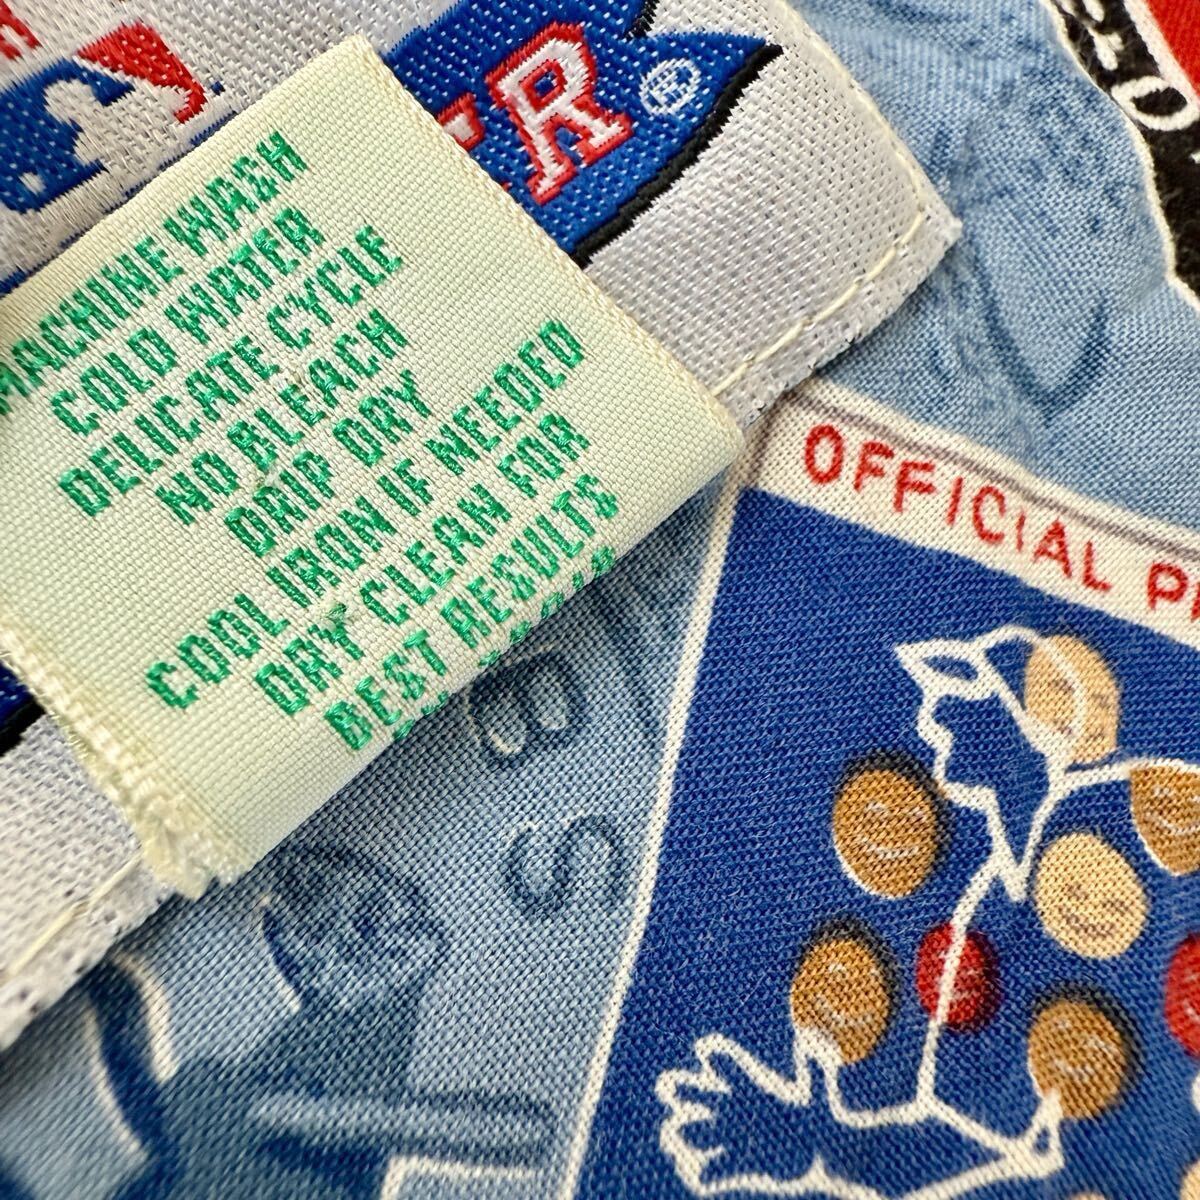 ER®
MACHINE WASH
COLD WATER
DELICATE CYCLE
NO BLEACH
DRIP DRY
COOL IRON IF NEEDED
DRY CLEAN FOR
BEST RESULTS
OFFICIAL P